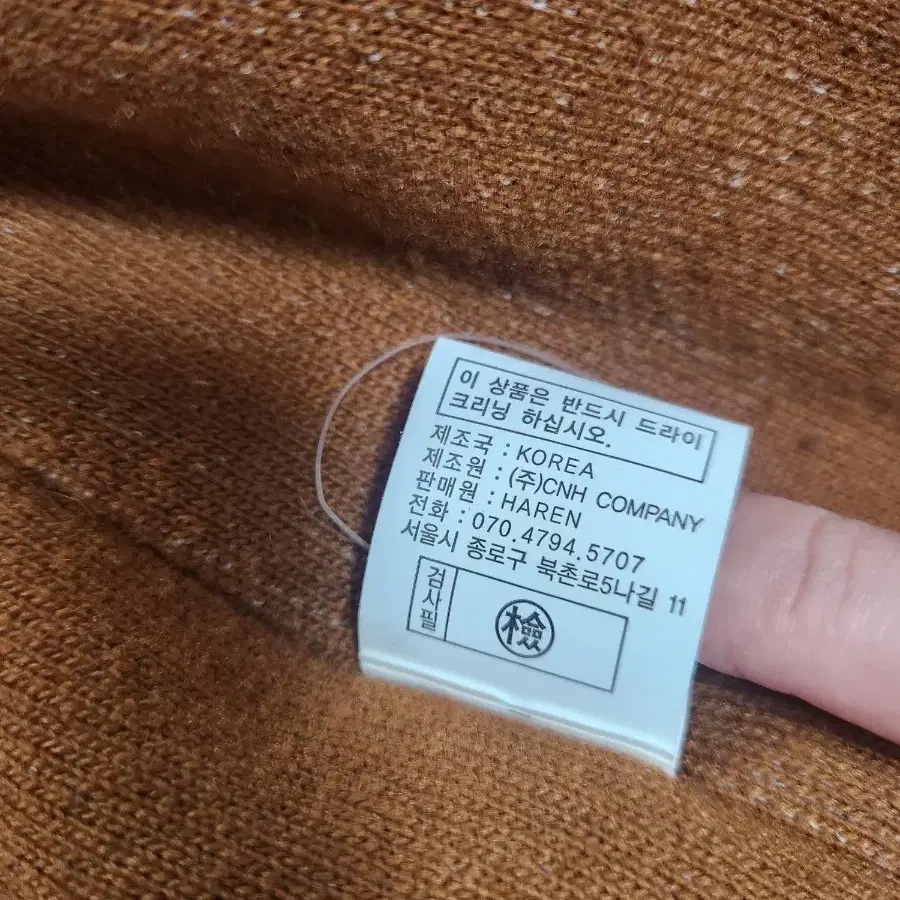 이 상품은 반드시 드라이
크리닝 하십시오.
제조국 : KOREA
제조원 : (주)CNH COMPANY
판매원 : HAREN
전화 : 070.4794.5707
서울시 종로구 북촌로5나길 11
검사필
檢